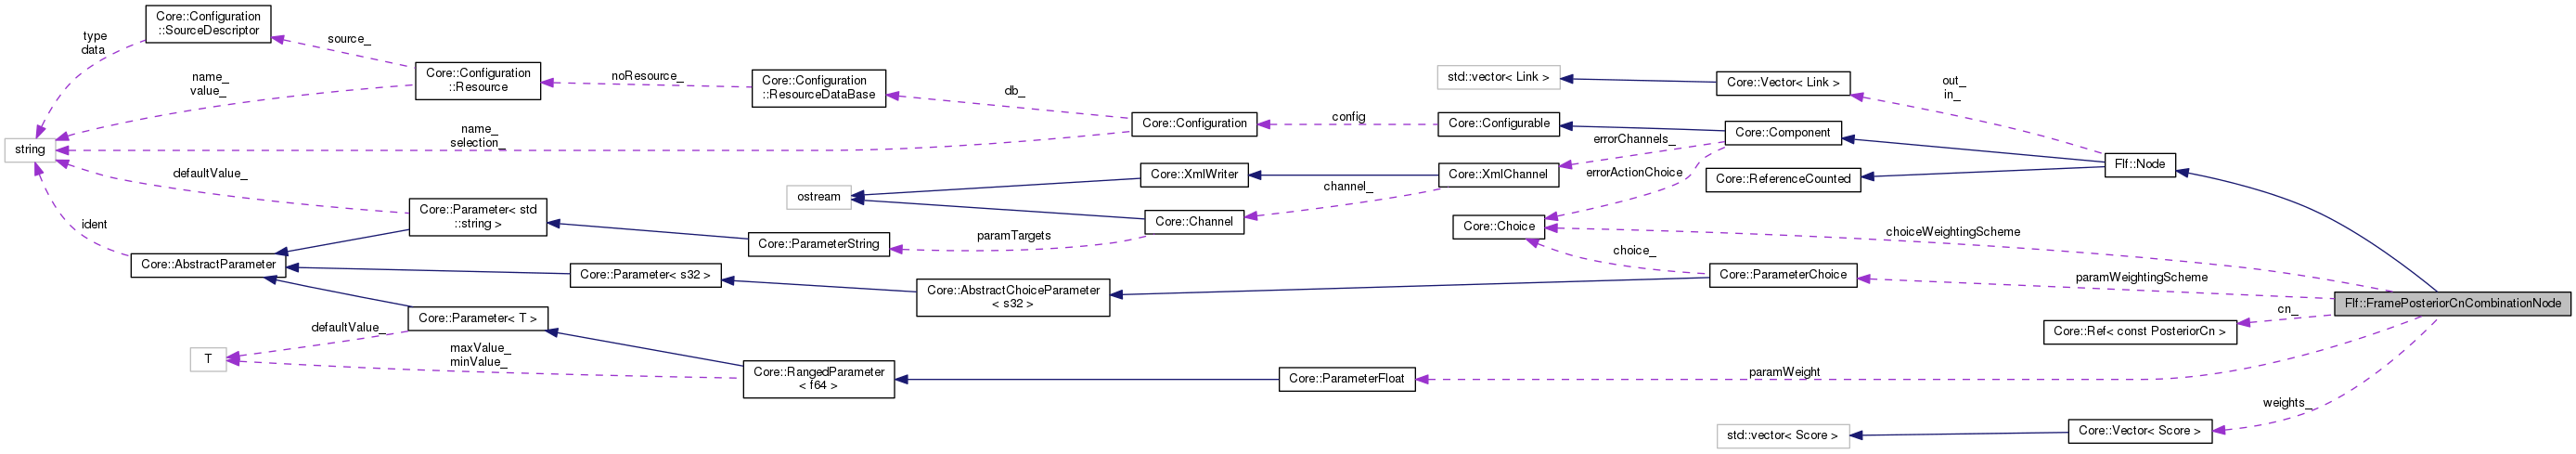 Core::Configuration
::SourceDescriptor
type
data
source_
Core::Configuration
::Resource
name_
value_
noResource_
Core::Configuration
::ResourceDataBase
db_
std::vector< Link >
Core::Vector< Link >
out_
in_
string
name_
selection_
Core::Configuration
config
Core::Configurable
Core::Component
errorChannels_
Flf::Node
defaultValue_
ostream
Core::XmlWriter
Core::XmlChannel
errorActionChoice
Core::ReferenceCounted
channel_
ident
Core::Parameter< std
::string >
Core::ParameterString
paramTargets
Core::Channel
Core::Choice
choiceWeightingScheme
choice_
Core::AbstractParameter
Core::Parameter< s32 >
Core::AbstractChoiceParameter
< s32 >
Core::ParameterChoice
paramWeightingScheme
Flf::FramePosteriorCnCombinationNode
cn_
Core::Ref< const PosteriorCn >
Core::Parameter< T >
defaultValue_
T
maxValue_
minValue_
Core::RangedParameter
< f64 >
Core::ParameterFloat
paramWeight
weights_
std::vector< Score >
Core::Vector< Score >